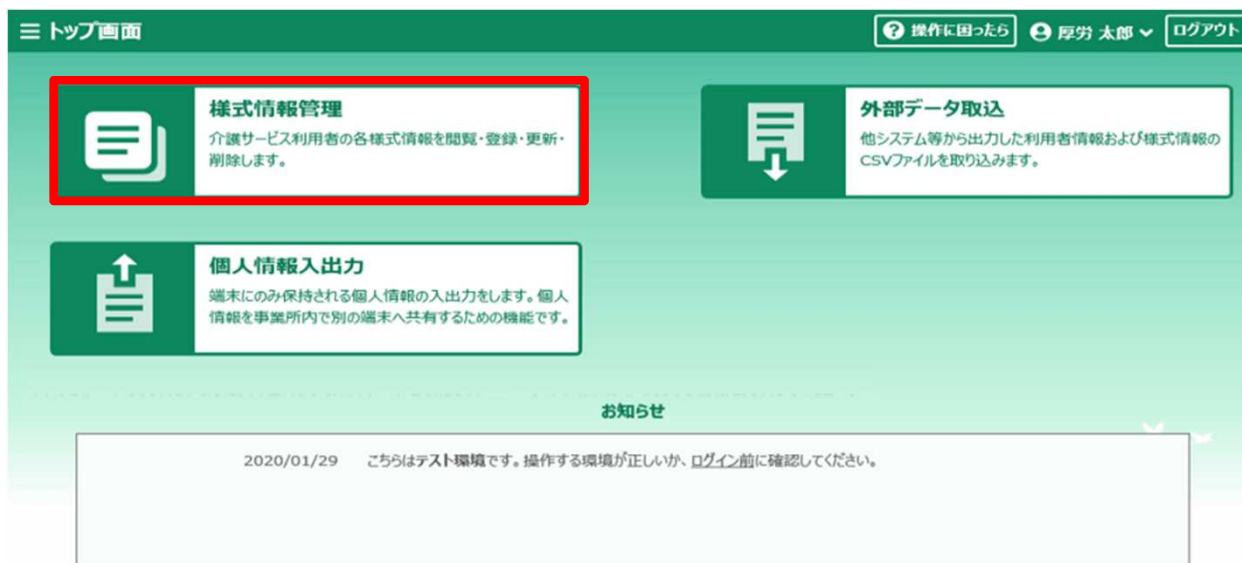 トップ画面
操作に困ったら
厚労 太郎
ログアウト
様式情報管理
介護サービス利用者の各様式情報を閲覧・登録・更新・
削除します。
外部データ取込
他システム等から出力した利用者情報および様式情報の
CSVファイルを取り込みます。
個人情報入出力
端末にのみ保持される個人情報の入出力をします。個人
情報を事業所内で別の端末へ共有するための機能です。
お知らせ
2020/01/29 こちらはテスト環境です。操作する環境が正しいか、ログイン前に確認してください。